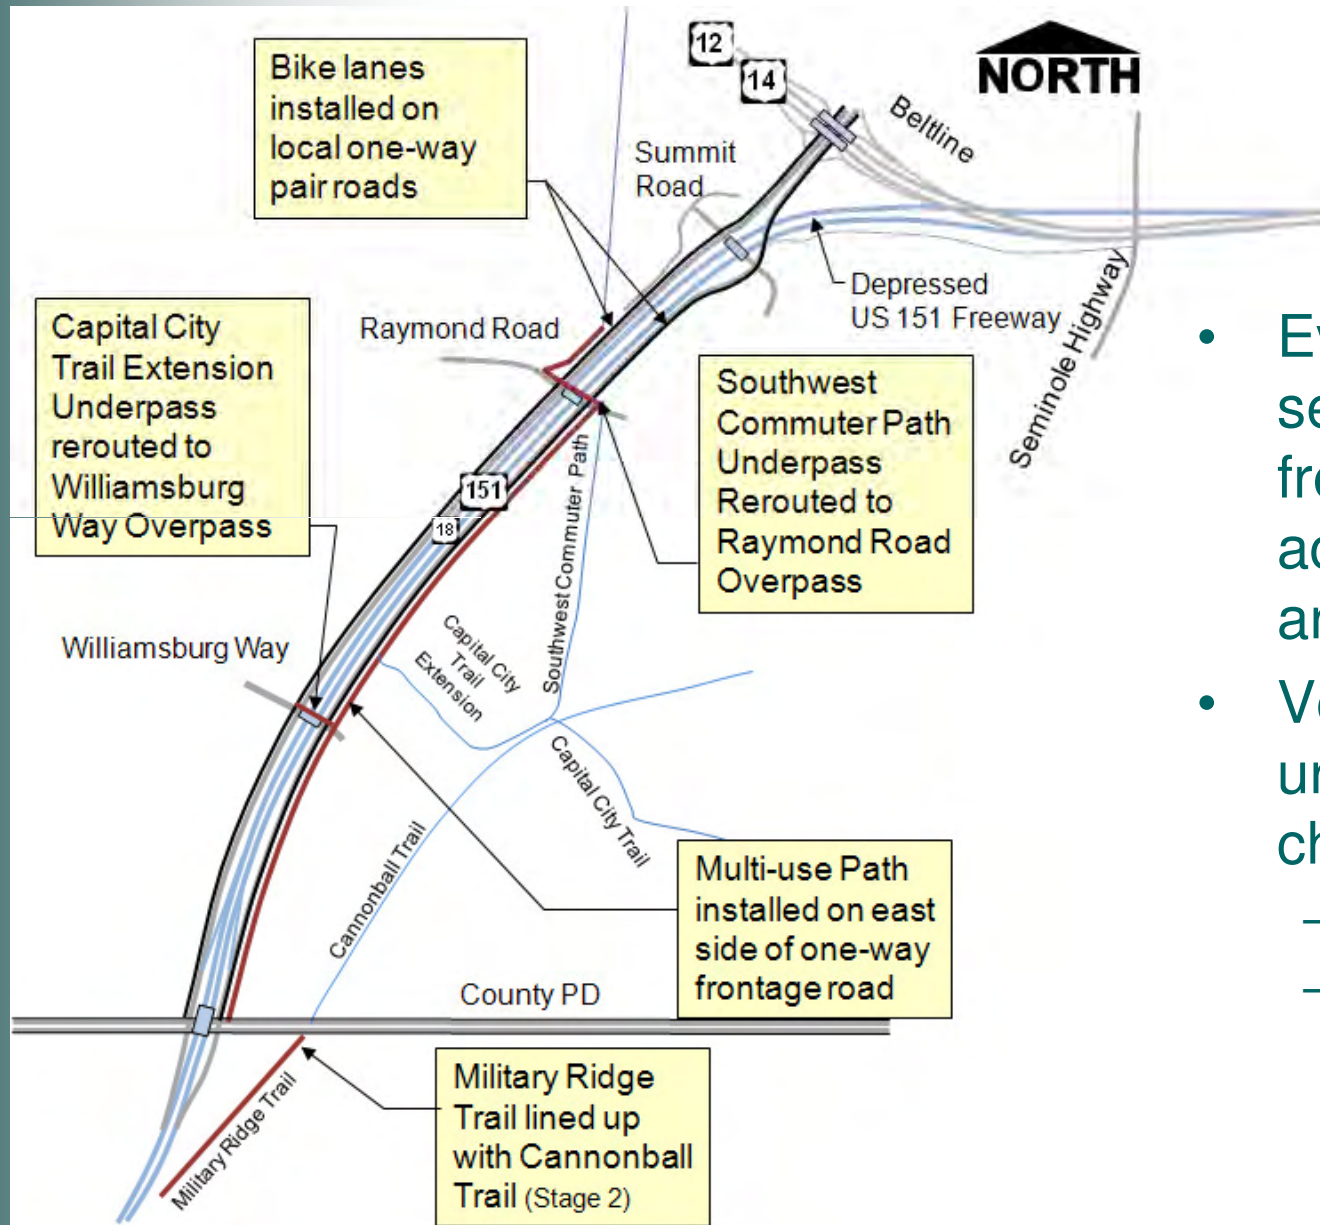 12
14
NORTH
Beltline
Bike lanes
installed on
local one-way
pair roads
Summit
Road
Depressed
US 151 Freeway
Seminole Highway
Capital City
Trail Extension
Underpass
rerouted to
Williamsburg
Way Overpass
Raymond Road
Southwest
Commuter Path
Underpass
Rerouted to
Raymond Road
Overpass
151
18
Southwest Commuter Path
Capital City
Trail
Extension
Williamsburg Way
Capital City Trail
Cannonball Trail
Multi-use Path
installed on east
side of one-way
frontage road
County PD
Military Ridge
Trail lined up
with Cannonball
Trail (Stage 2)
Military Ridge Trail